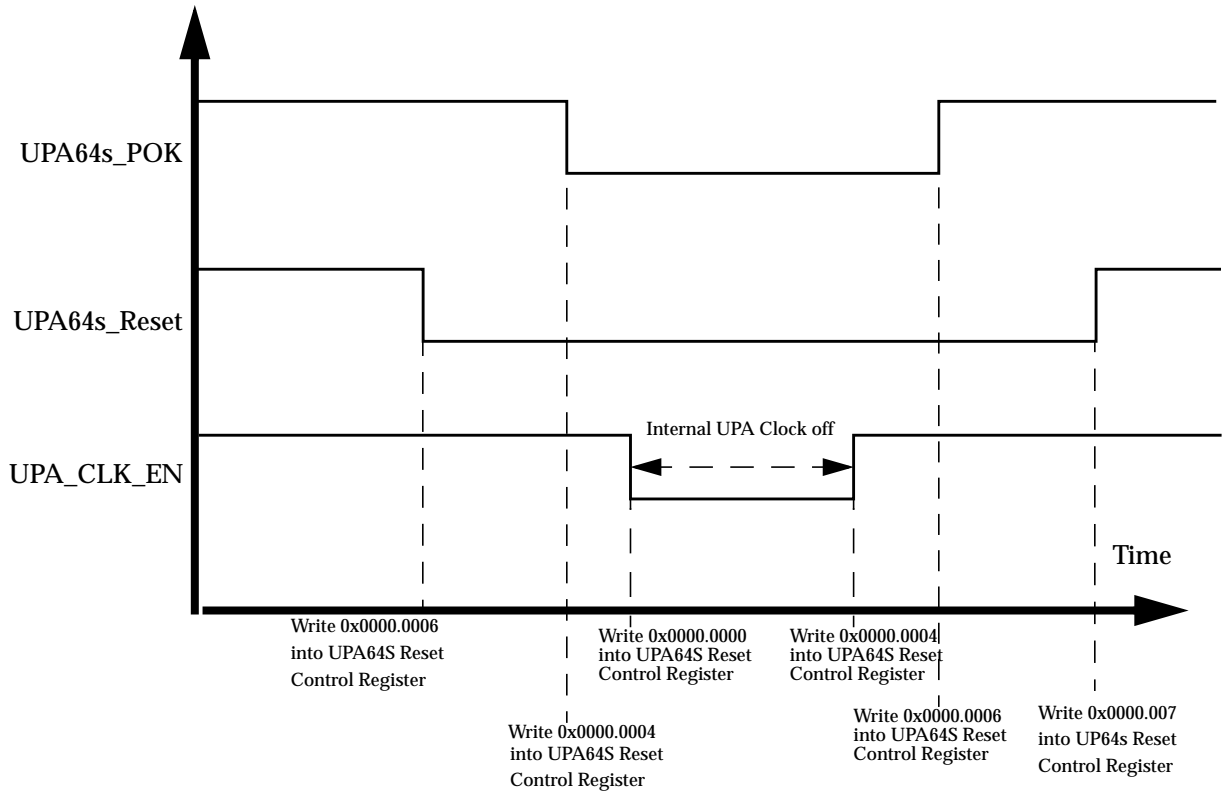 UPA64s_POK
UPA64s_Reset
Internal UPA Clock off
UPA_CLK_EN
Time
Write 0x0000.0006
into UPA64S Reset
Control Register
Write 0x0000.0000
into UPA64S Reset
Control Register
Write 0x0000.0004
into UPA64S Reset
Control Register
Write 0x0000.0004
into UPA64S Reset
Control Register
Write 0x0000.0006
into UPA64S Reset
Control Register
Write 0x0000.007
into UP64s Reset
Control Register